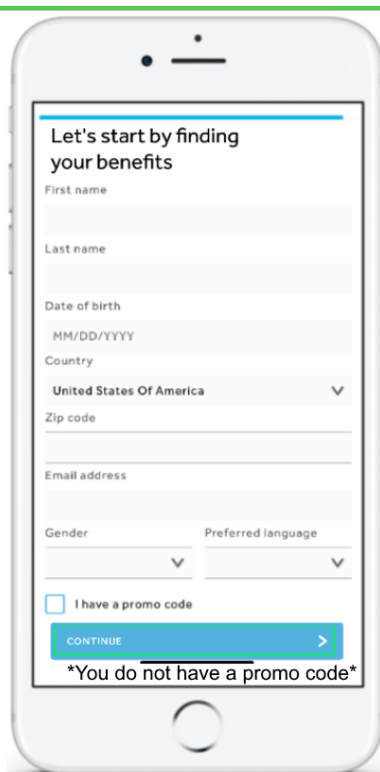 Let's start by finding
your benefits
First name
Last name
Date of birth
MM/DD/YYYY
Country
United States Of America
Zip code
Email address
Gender Preferred language
I have a promo code
CONTINUE
*You do not have a promo code*